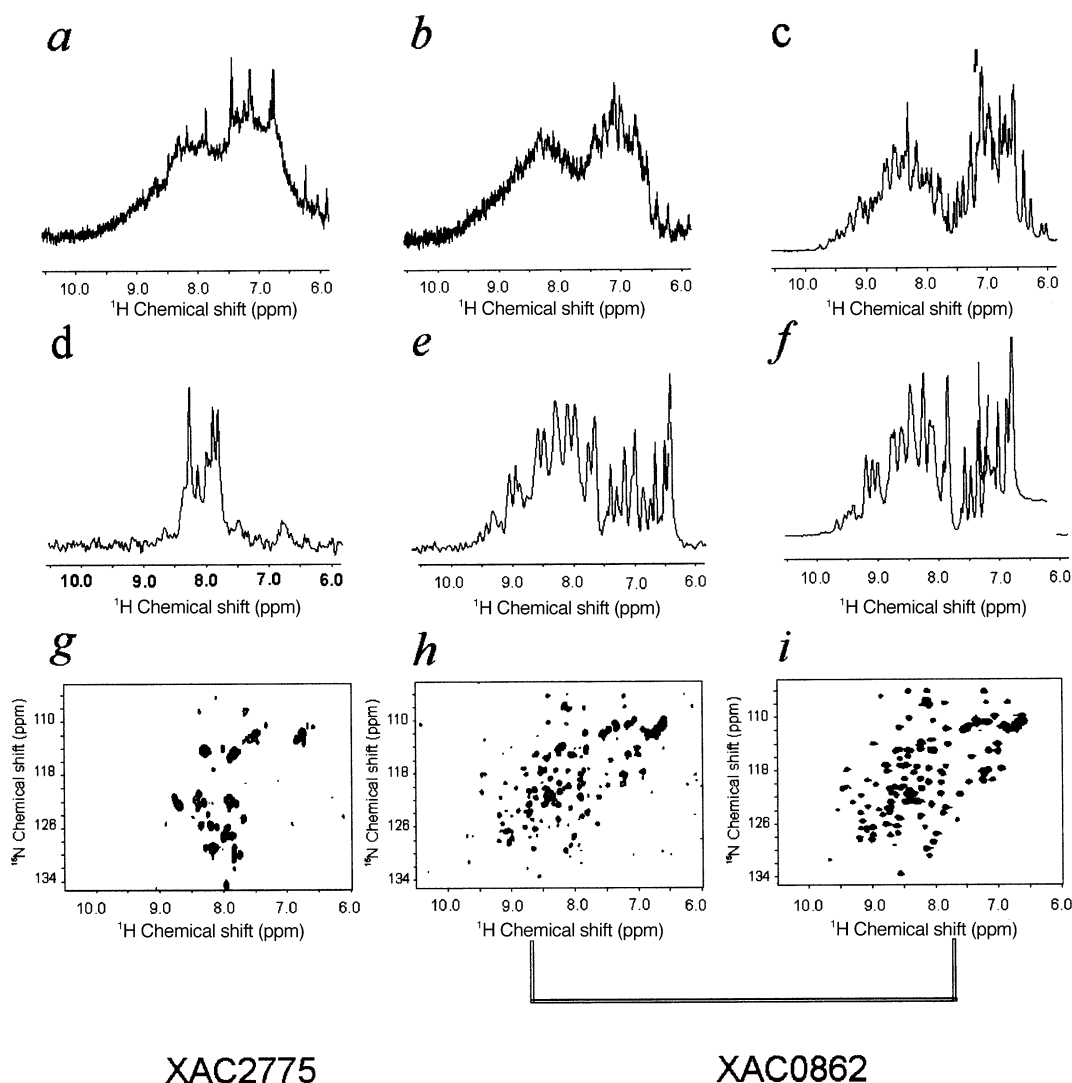 a
b
c
10.0 9.0 8.0 7.0 6.0
10.0 9.0 8.0 7.0 6.0
10.0 9.0 8.0 7.0 6.0
¹H Chemical shift (ppm)
¹H Chemical shift (ppm)
¹H Chemical shift (ppm)
d
e
f
10.0 9.0 8.0 7.0 6.0
10.0 9.0 8.0 7.0 6.0
10.0 9.0 8.0 7.0 6.0
¹H Chemical shift (ppm)
¹H Chemical shift (ppm)
¹H Chemical shift (ppm)
g
h
i
¹⁵N Chemical shift (ppm)
110
118
126
134
10.0 9.0 8.0 7.0 6.0
¹H Chemical shift (ppm)
¹⁵N Chemical shift (ppm)
110
118
126
134
10.0 9.0 8.0 7.0 6.0
¹H Chemical shift (ppm)
¹⁵N Chemical shift (ppm)
110
118
126
134
10.0 9.0 8.0 7.0 6.0
¹H Chemical shift (ppm)
XAC2775
XAC0862